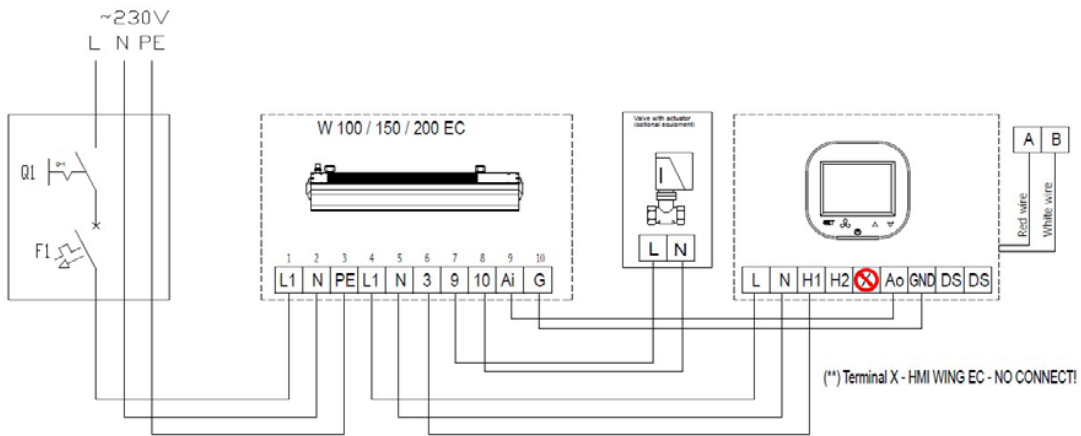 ~230V
L N PE
Q1
F1
W 100 / 150 / 200 EC
1 2 3 4 5 6 7 8 9 10
L1 N PE L1 N 3 9 10 Ai G
Valve with actuator
(optional equipment)
L N
L N H1 H2 X Ao GND DS DS
A B
Red wire
White wire
(**) Terminal X - HMI WING EC - NO CONNECT!